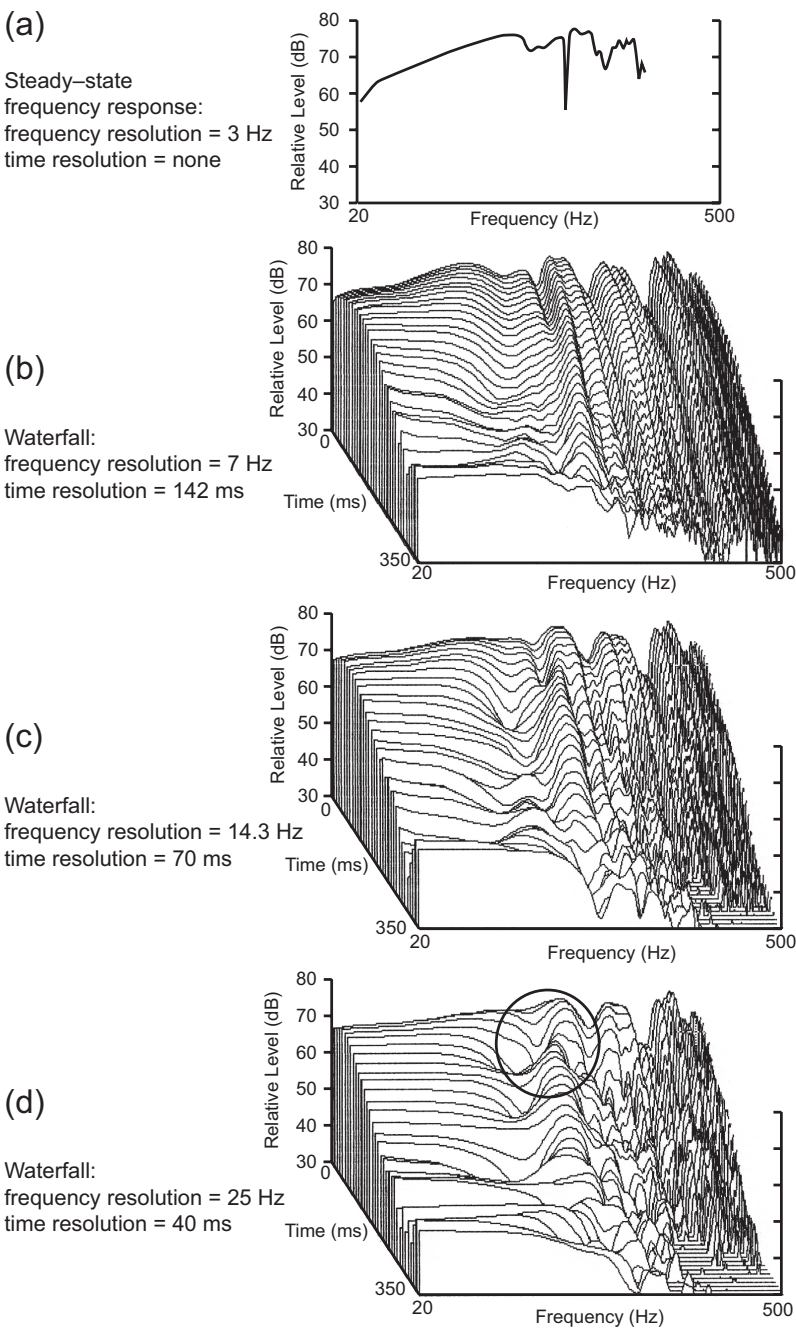 (a)
Steady–state
frequency response:
frequency resolution = 3 Hz
time resolution = none
Relative Level (dB)
80
70
60
50
40
30
20
Frequency (Hz)
500
(b)
Waterfall:
frequency resolution = 7 Hz
time resolution = 142 ms
Relative Level (dB)
80
70
60
50
40
30
0
Time (ms)
350
20
Frequency (Hz)
500
(c)
Waterfall:
frequency resolution = 14.3 Hz
time resolution = 70 ms
Relative Level (dB)
80
70
60
50
40
30
0
Time (ms)
350
20
Frequency (Hz)
500
(d)
Waterfall:
frequency resolution = 25 Hz
time resolution = 40 ms
Relative Level (dB)
80
70
60
50
40
30
0
Time (ms)
350
20
Frequency (Hz)
500